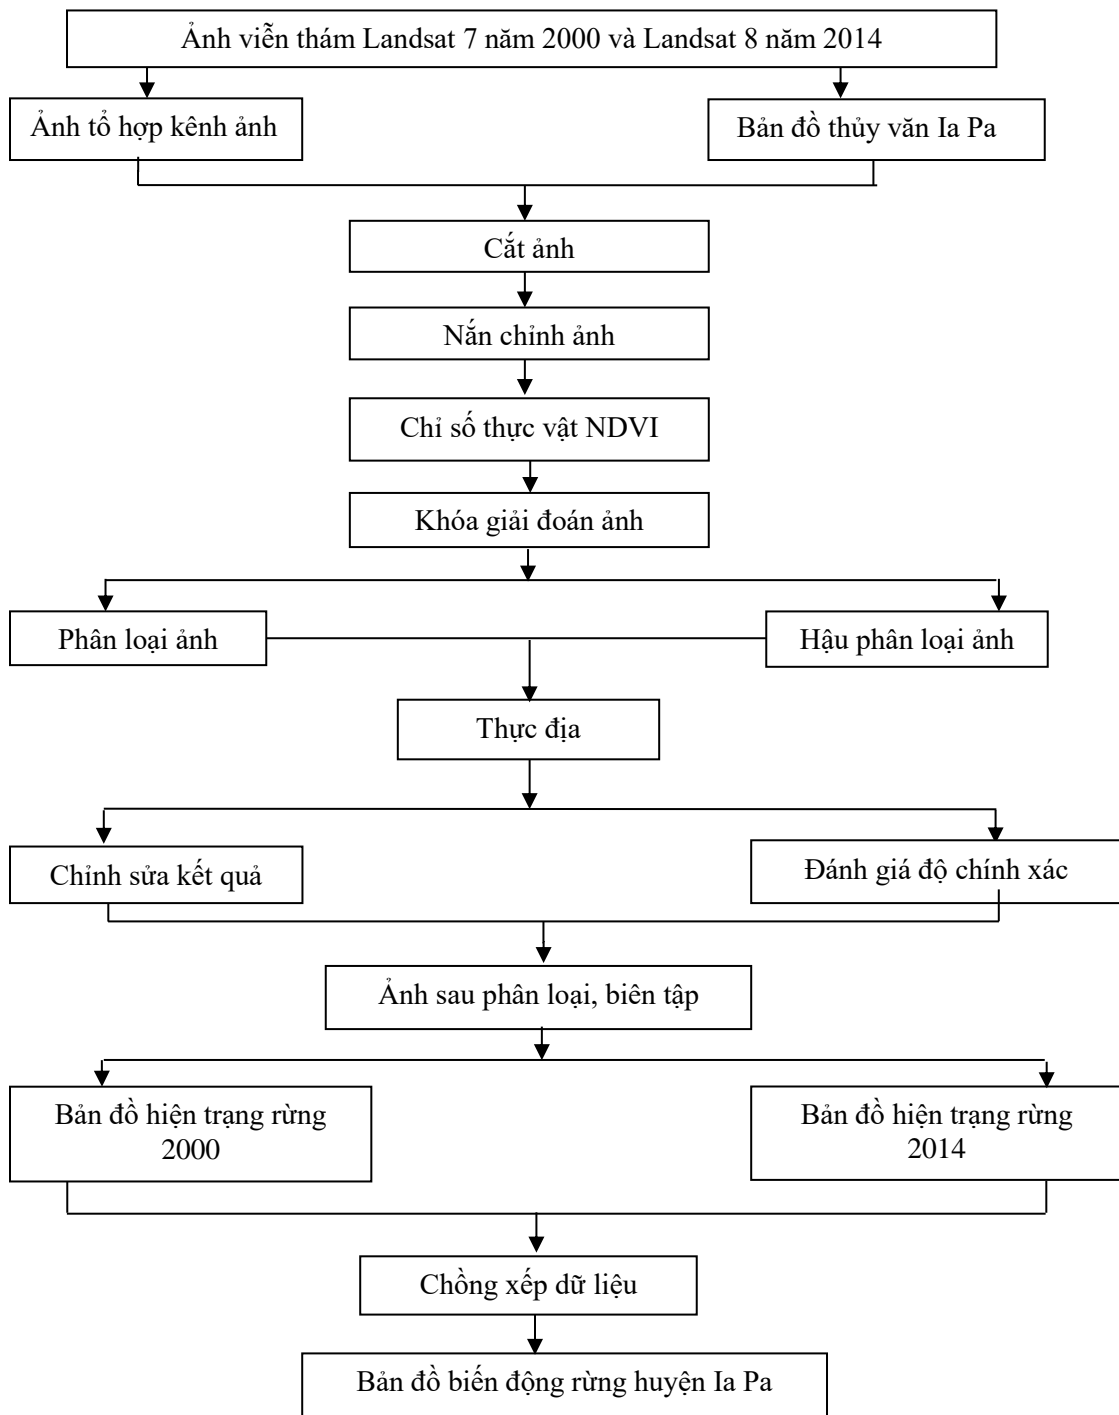 Ảnh viễn thám Landsat 7 năm 2000 và Landsat 8 năm 2014
Ảnh tổ hợp kênh ảnh
Bản đồ thủy văn Ia Pa
Cắt ảnh
Nắn chỉnh ảnh
Chỉ số thực vật NDVI
Khóa giải đoán ảnh
Phân loại ảnh
Hậu phân loại ảnh
Thực địa
Chỉnh sửa kết quả
Đánh giá độ chính xác
Ảnh sau phân loại, biên tập
Bản đồ hiện trạng rừng
2000
Bản đồ hiện trạng rừng
2014
Chồng xếp dữ liệu
Bản đồ biến động rừng huyện Ia Pa